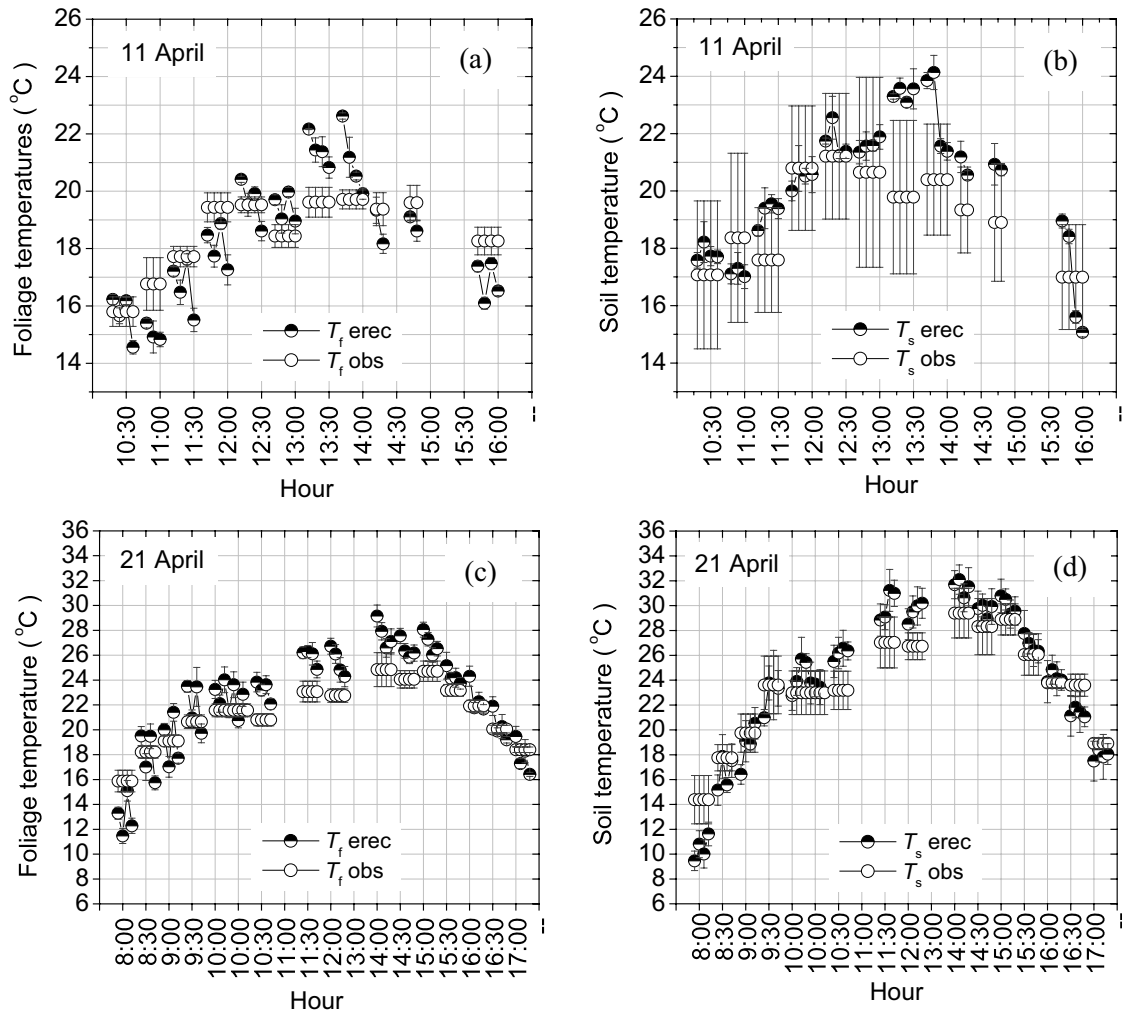 11 April
(a)
Foliage temperatures ( °C )
26
24
22
20
18
16
14
T_f erec
T_f obs
10:30 11:00 11:30 12:00 12:30 13:00 13:30 14:00 14:30 15:00 15:30 16:00 --
Hour
11 April
(b)
Soil temperature ( °C )
26
24
22
20
18
16
14
T_s erec
T_s obs
10:30 11:00 11:30 12:00 12:30 13:00 13:30 14:00 14:30 15:00 15:30 16:00 --
Hour
21 April
(c)
Foliage temperature ( °C )
36
34
32
30
28
26
24
22
20
18
16
14
12
10
8
6
T_f erec
T_f obs
8:00 8:30 9:00 9:30 10:00 10:00 10:30 11:00 11:30 12:00 12:30 14:00 14:30 15:00 15:30 16:00 16:30 17:00 --
Hour
21 April
(d)
Soil temperature ( °C )
36
34
32
30
28
26
24
22
20
18
16
14
12
10
8
6
T_s erec
T_s obs
8:00 8:30 9:00 9:30 10:00 10:00 10:30 11:00 11:30 12:00 12:30 14:00 14:30 15:00 15:30 16:00 16:30 17:00 --
Hour